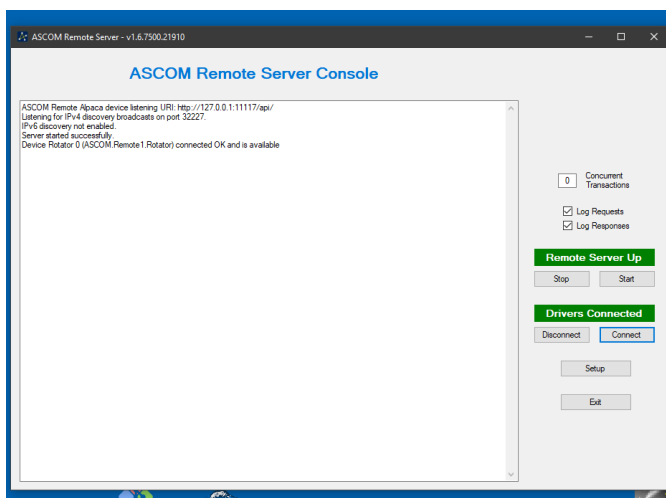 ASCOM Remote Server - v1.6.7500.21910
ASCOM Remote Server Console
ASCOM Remote Alpaca device listening URI: http://127.0.0.1:11117/api/
Listening for IPv4 discovery broadcasts on port 32227.
IPv6 discovery not enabled.
Server started successfully.
Device Rotator 0 (ASCOM.Remote1.Rotator) connected OK and is available
0
Concurrent
Transactions
Log Requests
Log Responses
Remote Server Up
Stop
Start
Drivers Connected
Disconnect
Connect
Setup
Exit